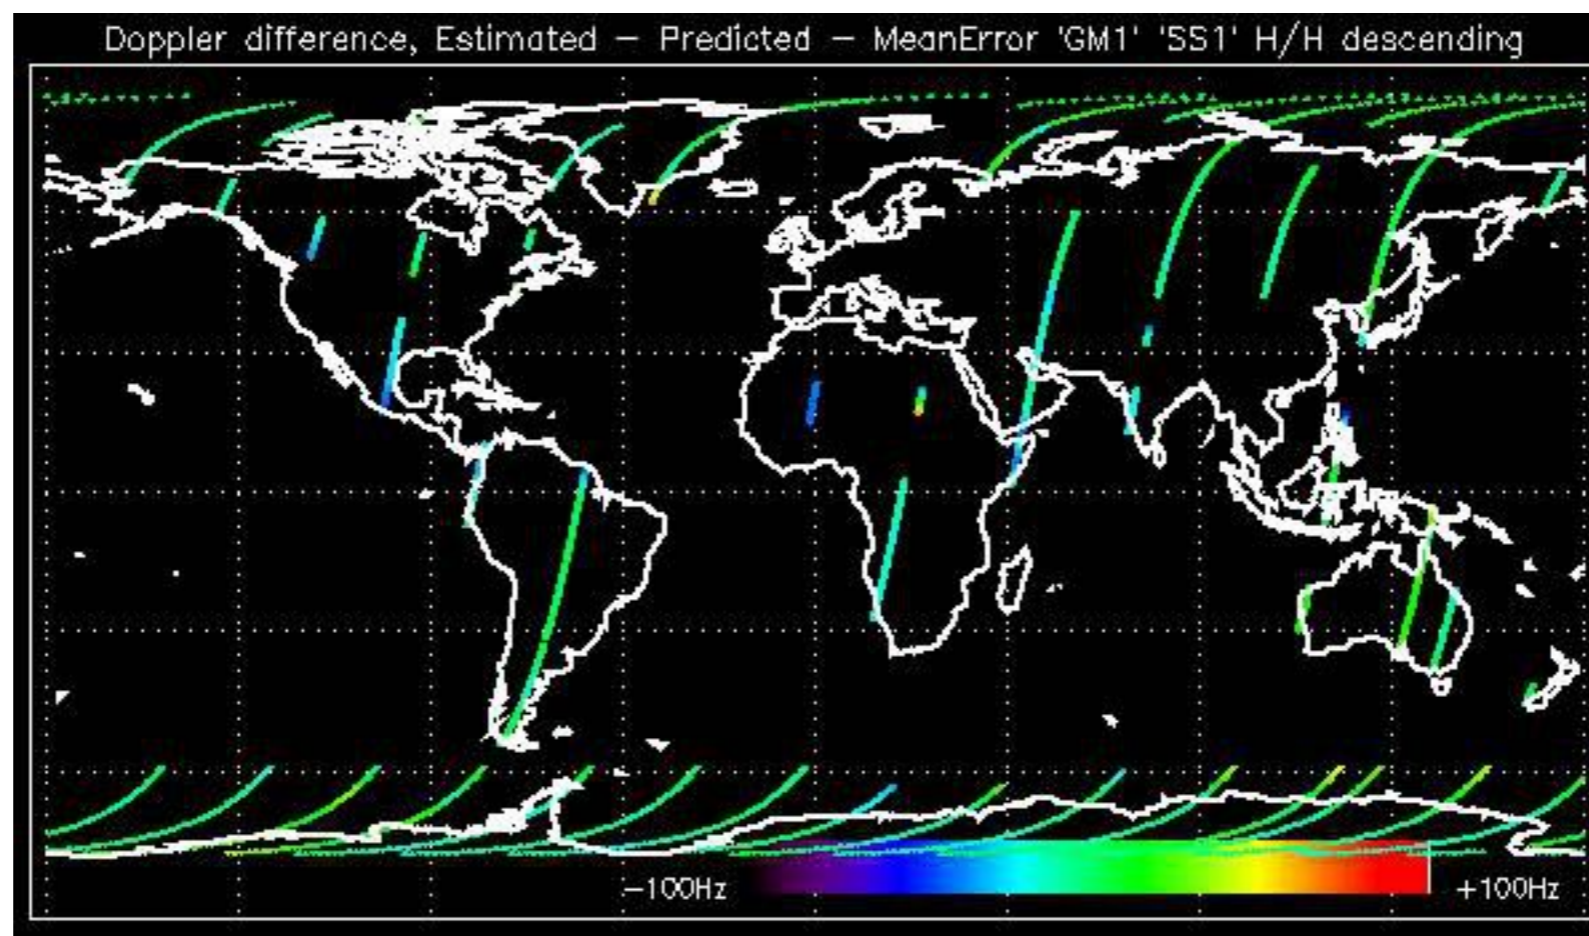 Doppler difference, Estimated — Predicted — MeanError 'GM1' 'SS1' H/H descending
−100Hz
+100Hz